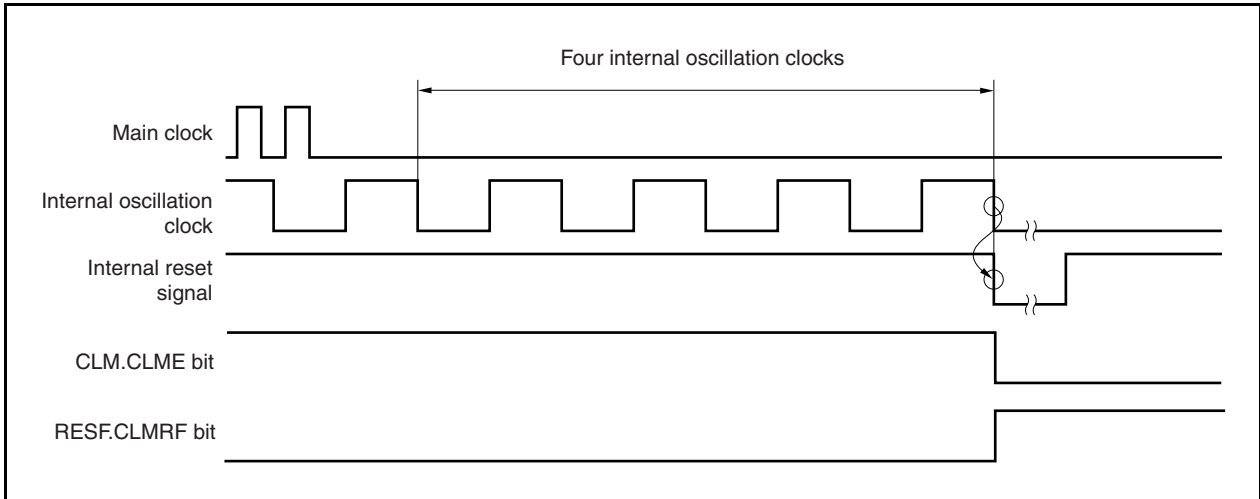 Four internal oscillation clocks
Main clock
Internal oscillation
clock
Internal reset
signal
CLM.CLME bit
RESF.CLMRF bit